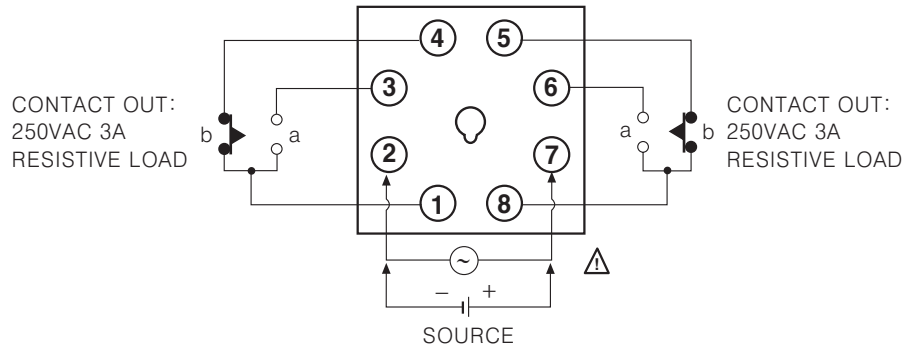 4 5
3 6
CONTACT OUT:
250VAC 3A
RESISTIVE LOAD
b a
CONTACT OUT:
250VAC 3A
RESISTIVE LOAD
a b
2 7
1 8
~
− +
SOURCE
!